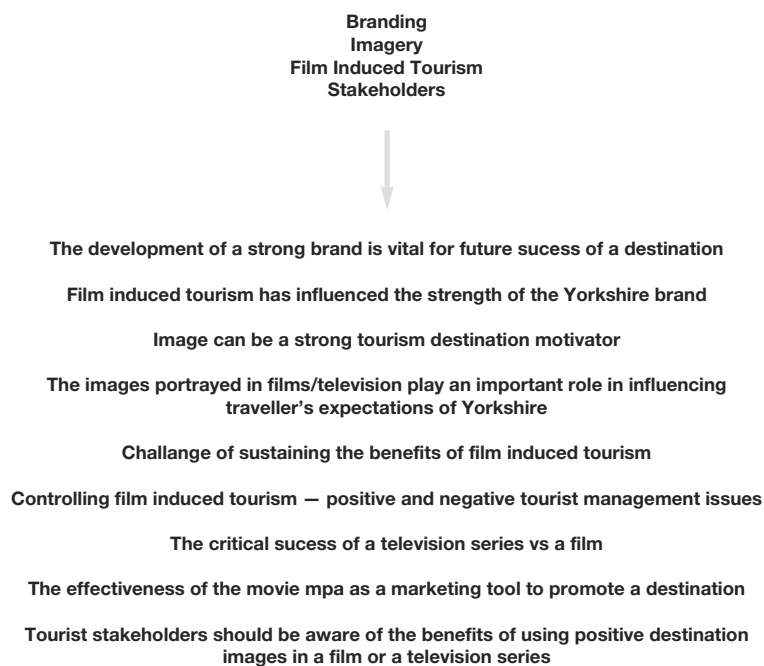 Branding
Imagery
Film Induced Tourism
Stakeholders
The development of a strong brand is vital for future sucess of a destination
Film induced tourism has influenced the strength of the Yorkshire brand
Image can be a strong tourism destination motivator
The images portrayed in films/television play an important role in influencing
traveller’s expectations of Yorkshire
Challange of sustaining the benefits of film induced tourism
Controlling film induced tourism — positive and negative tourist management issues
The critical sucess of a television series vs a film
The effectiveness of the movie mpa as a marketing tool to promote a destination
Tourist stakeholders should be aware of the benefits of using positive destination
images in a film or a television series